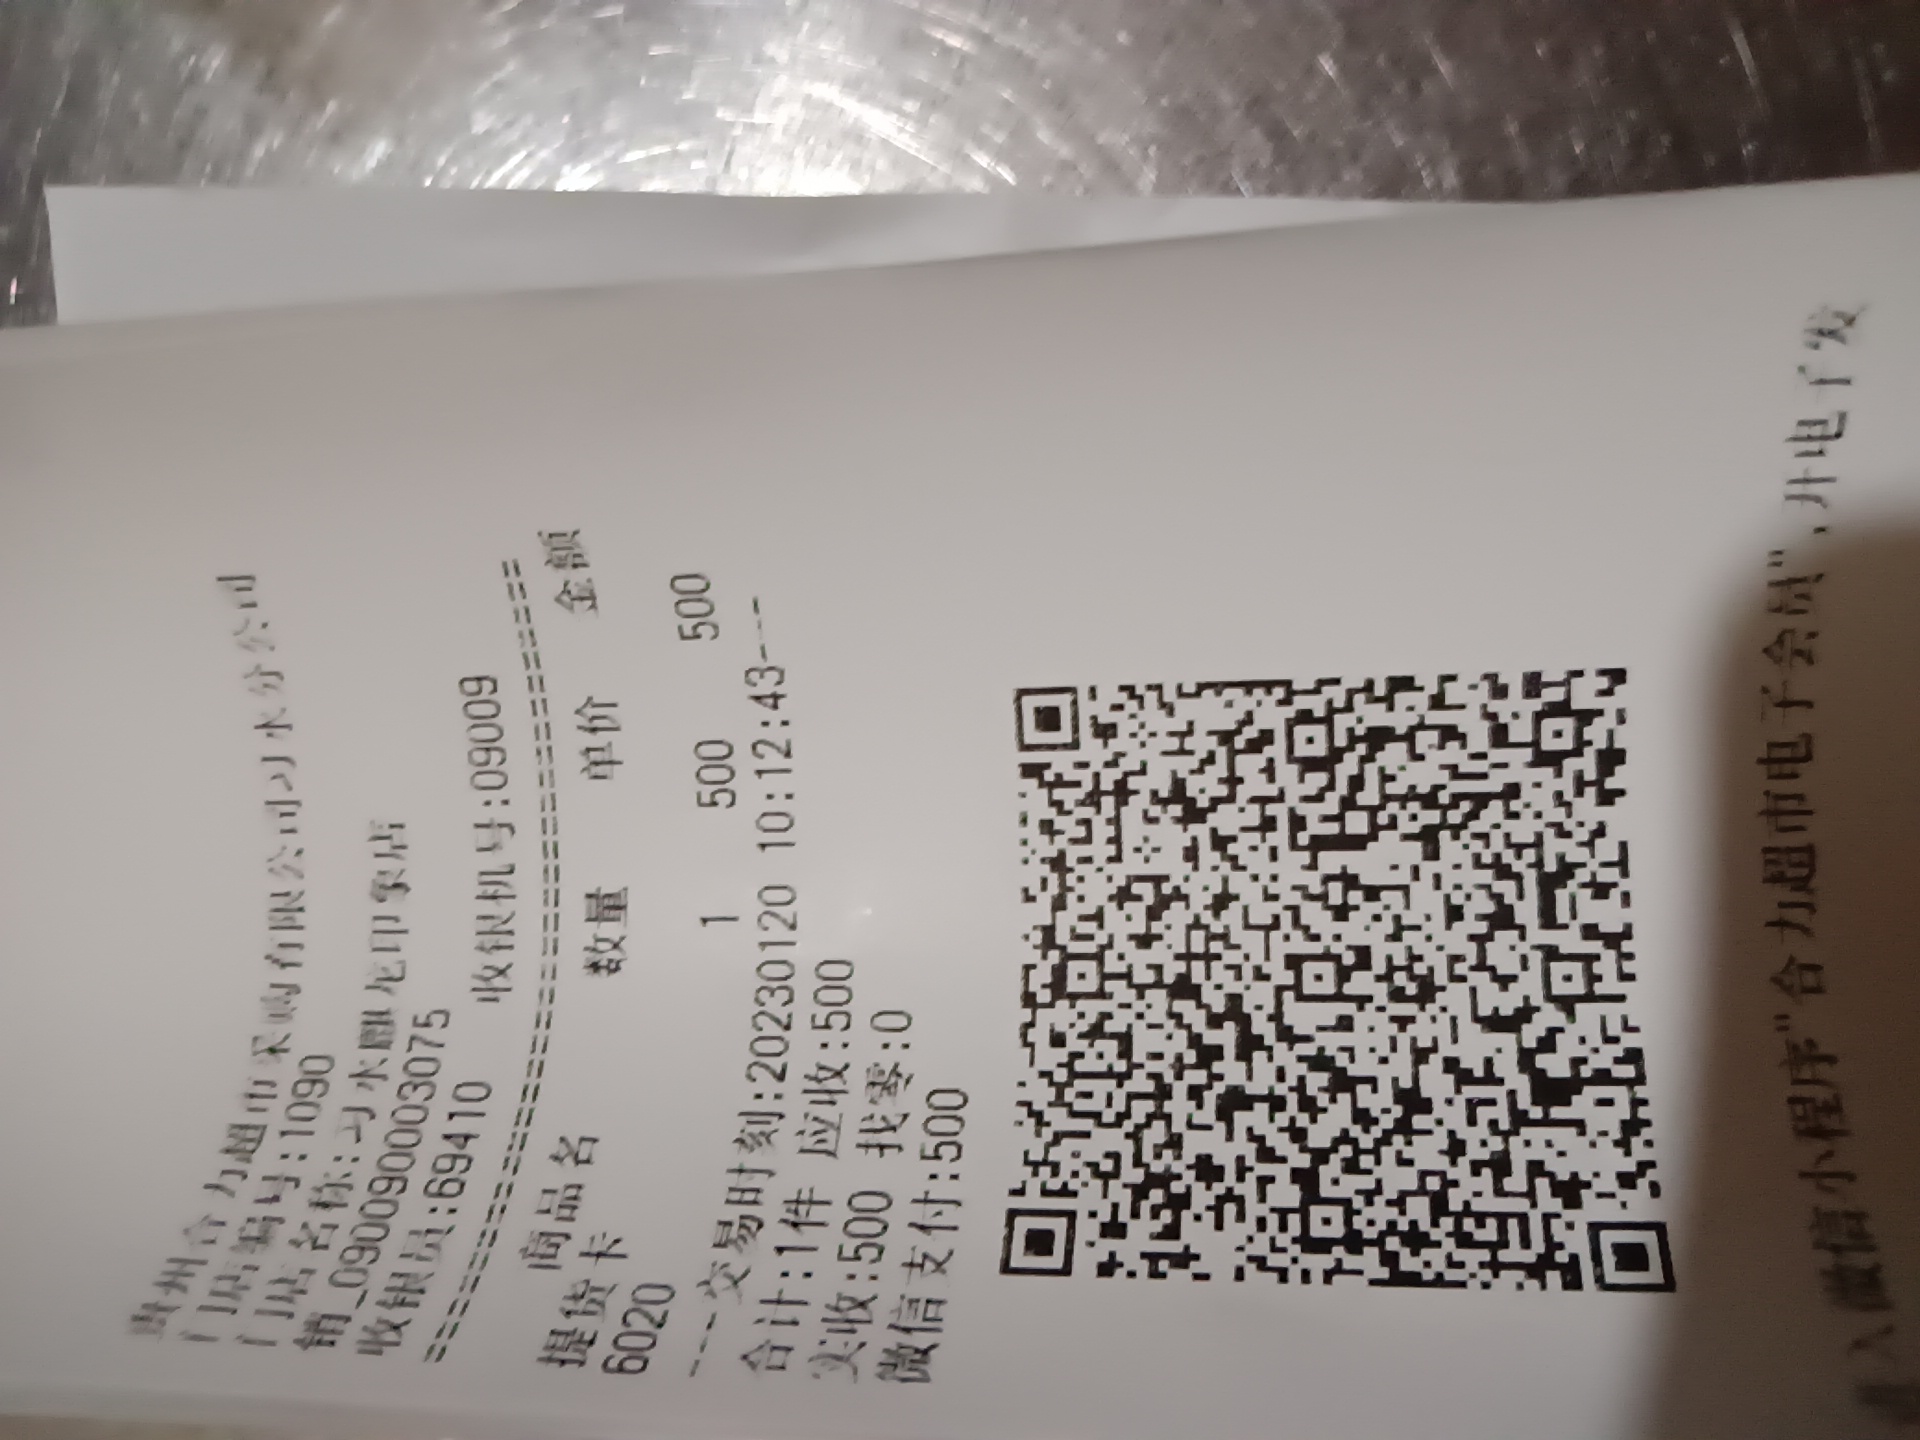 贵州合力超市采购有限公司习水分公司
门店编号:1090
门店名称:习水麒龙印象店
销_090090003075
收银员:69410 收银机号:09009
==================================
商品名 数量 单价 金额
提货卡
6020 1 500 500
---交易时刻:20230120 10:12:43---
合计:1件 应收:500
实收:500 找零:0
微信支付:500
进入微信小程序"合力超市电子会员",开电子发